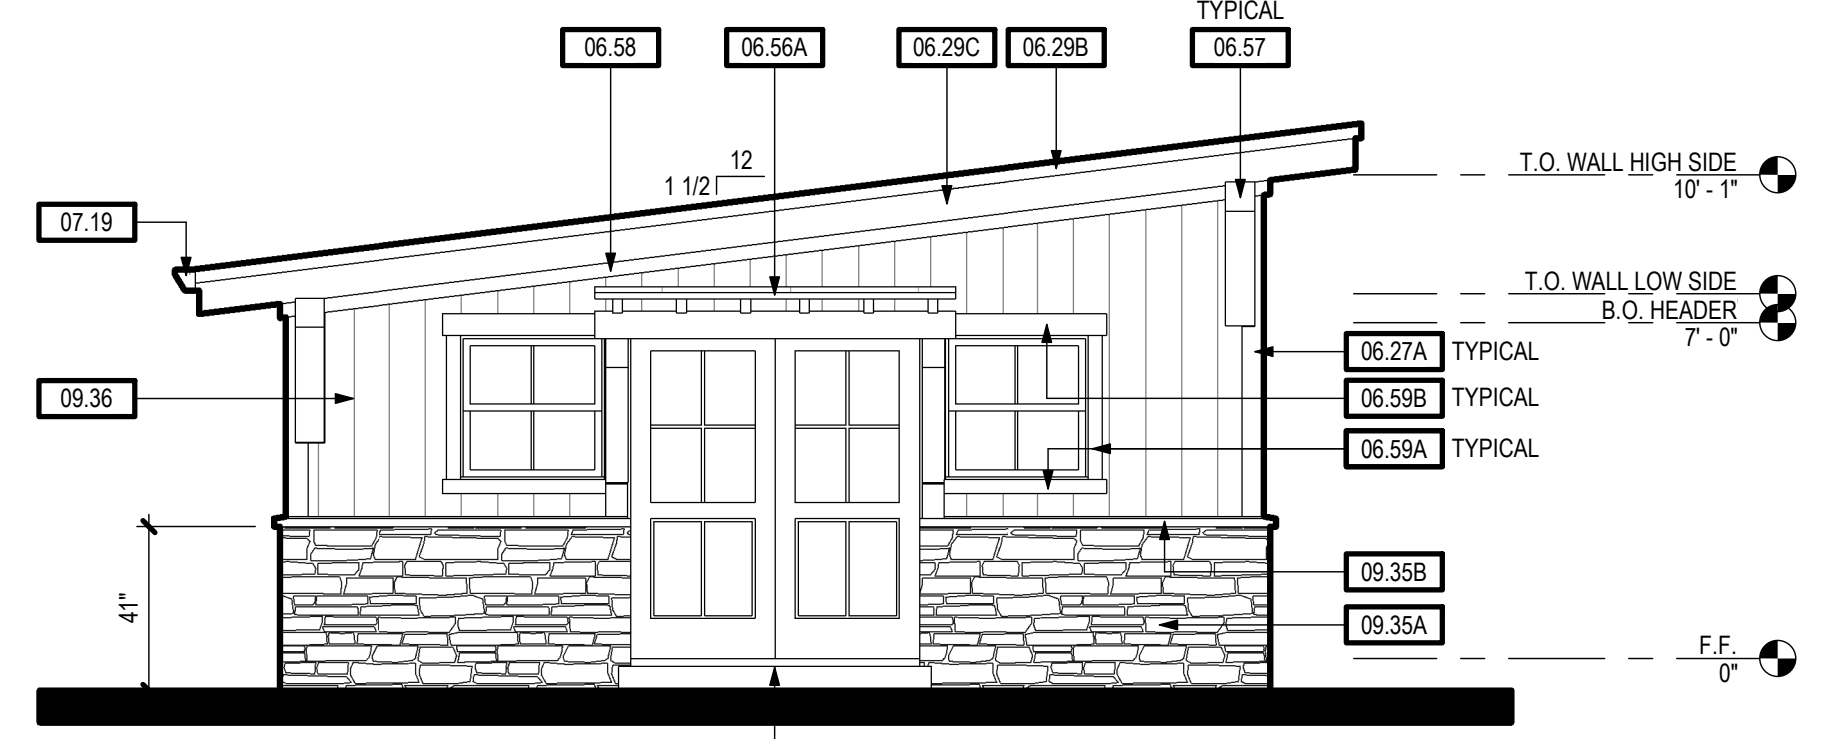 TYPICAL
06.58
06.56A
06.29C
06.29B
06.57
12
1 1/2
T.O. WALL HIGH SIDE
10' - 1"
07.19
T.O. WALL LOW SIDE
B.O. HEADER
7' - 0"
06.27A TYPICAL
09.36
06.59B TYPICAL
06.59A TYPICAL
09.35B
41"
09.35A
F.F.
0"